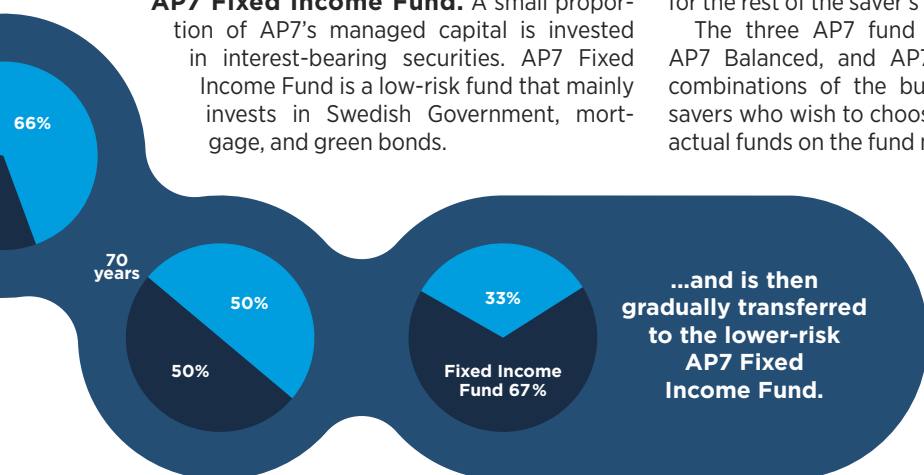 AP7 Fixed Income Fund. A small propor-
tion of AP7's managed capital is invested
in interest-bearing securities. AP7 Fixed
Income Fund is a low-risk fund that mainly
invests in Swedish Government, mort-
gage, and green bonds.
for the rest of the saver's
The three AP7 fund
AP7 Balanced, and AP7
combinations of the bu
savers who wish to choos
actual funds on the fund
66%
70
years
50%
50%
33%
Fixed Income
Fund 67%
...and is then
gradually transferred
to the lower-risk
AP7 Fixed
Income Fund.